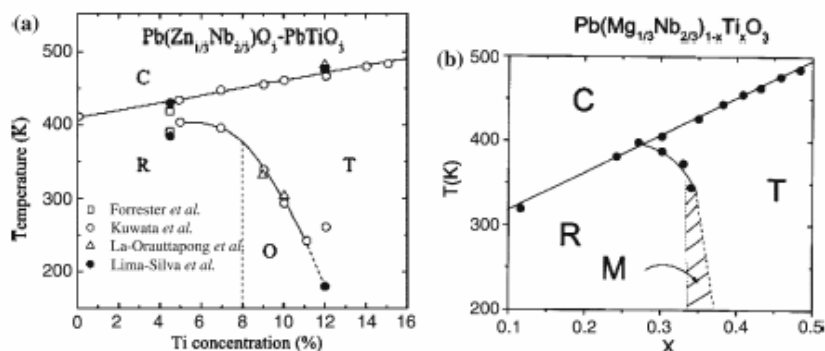 (a)
Pb(Zn1/3Nb2/3)O3-PbTiO3
500
400
300
200
Temperature (K)
C
R
T
O
Forrester et al.
Kuwata et al.
La-Orauttapong et al.
Lima-Silva et al.
0 2 4 6 8 10 12 14 16
Ti concentration (%)
Pb(Mg1/3Nb2/3)1-xTixO3
(b)
500
400
300
200
T(K)
C
R
T
M
0.1 0.2 0.3 0.4 0.5
X